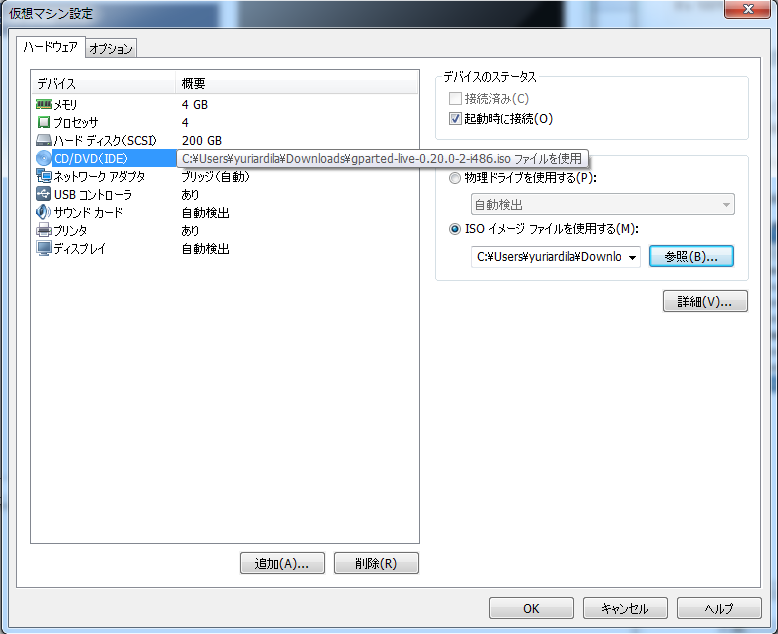 仮想マシン設定
ハードウェア オプション
デバイス 概要
メモリ 4 GB
プロセッサ 4
ハード ディスク(SCSI) 200 GB
CD/DVD(IDE) C:¥Users¥yuriardila¥Downloads¥gparted-live-0.20.0-2-i486.iso ファイルを使用
ネットワーク アダプタ ブリッジ(自動)
USB コントローラ あり
サウンド カード 自動検出
プリンタ あり
ディスプレイ 自動検出
追加(A)... 削除(R)
デバイスのステータス
接続済み(C)
起動時に接続(O)
物理ドライブを使用する(P):
自動検出
ISO イメージ ファイルを使用する(M):
C:¥Users¥yuriardila¥Downlo 参照(B)...
詳細(V)...
OK キャンセル ヘルプ